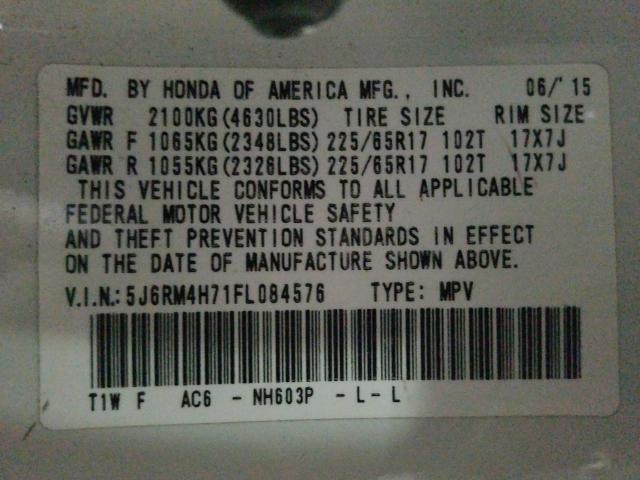 MFD. BY HONDA OF AMERICA MFG., INC. 06/'15
GVWR 2100KG(4630LBS) TIRE SIZE RIM SIZE
GAWR F 1065KG(2348LBS) 225/65R17 102T 17X7J
GAWR R 1055KG(2326LBS) 225/65R17 102T 17X7J
THIS VEHICLE CONFORMS TO ALL APPLICABLE
FEDERAL MOTOR VEHICLE SAFETY
AND THEFT PREVENTION STANDARDS IN EFFECT
ON THE DATE OF MANUFACTURE SHOWN ABOVE.
V.I.N.: 5J6RM4H71FL084576 TYPE: MPV
T1W F AC6 - NH603P - L - L